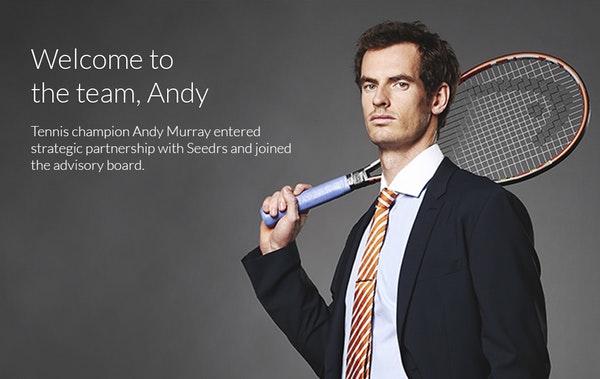 Welcome to
the team, Andy
Tennis champion Andy Murray entered
strategic partnership with Seedrs and joined
the advisory board.